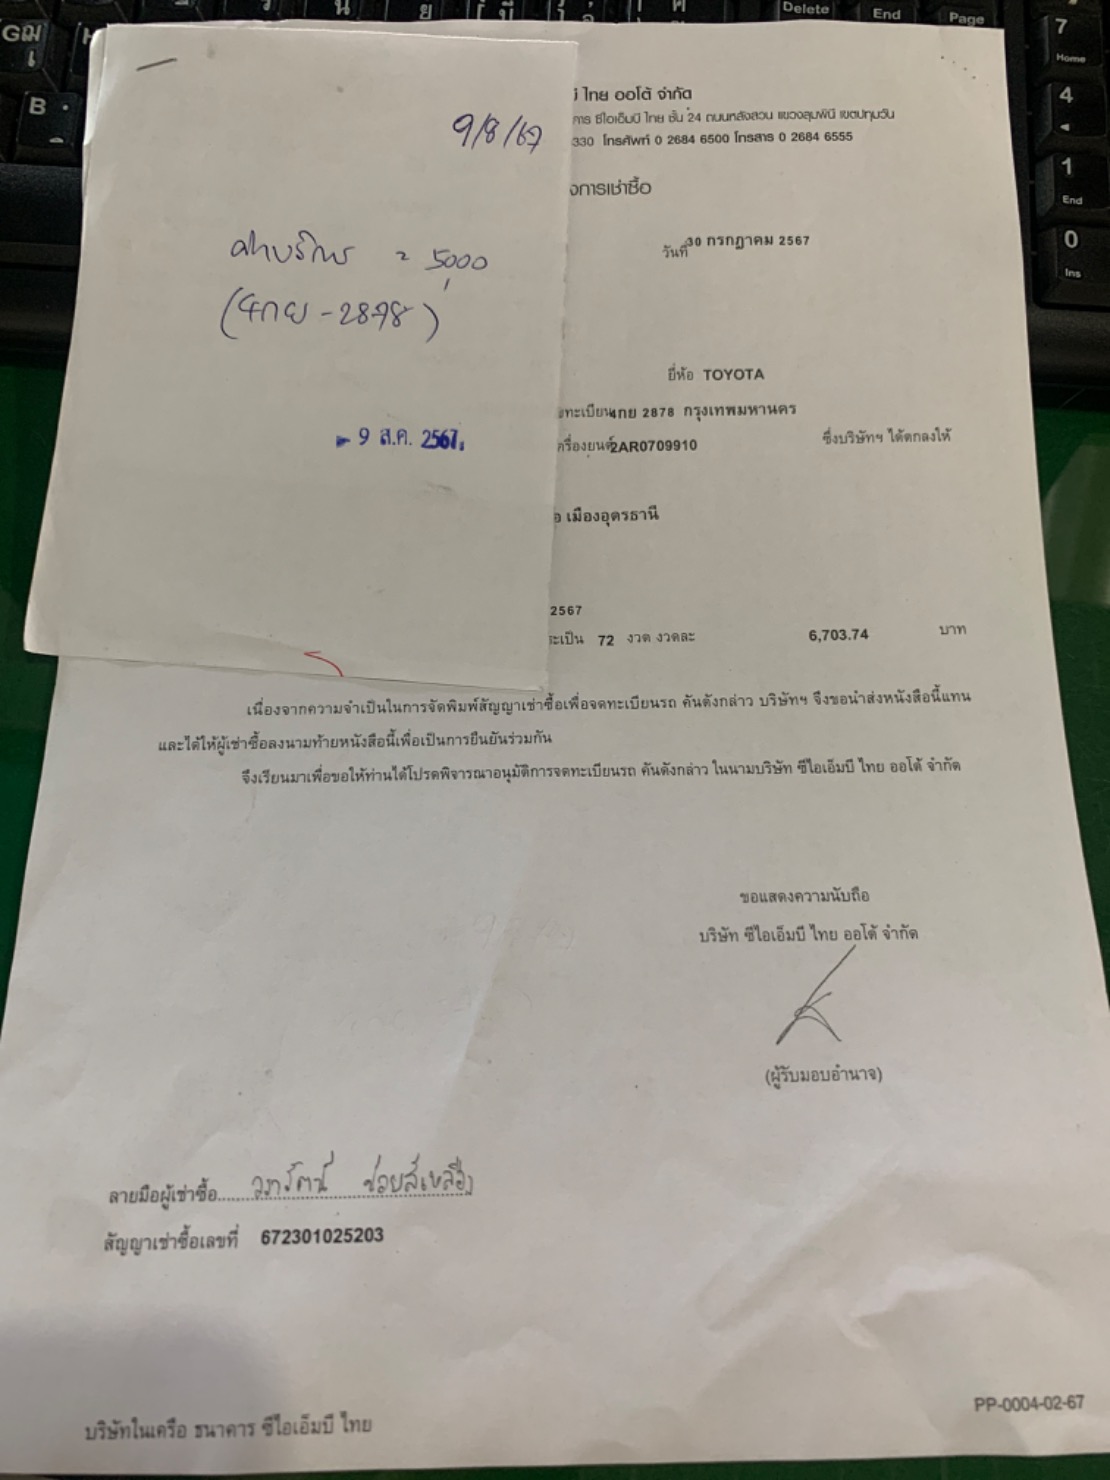 9/8/67
ค่าบริการ = 5,000
(4กย - 2878)
- 9 ส.ค. 2567
ไทย ออโต้ จำกัด
การ ซีไอเอ็มบี ไทย ชั้น 24 ถนนหลังสวน แขวงลุมพินี เขตปทุมวัน
330 โทรศัพท์ 0 2684 6500 โทรสาร 0 2684 6555
งการเช่าซื้อ
วันที่ 30 กรกฎาคม 2567
ยี่ห้อ TOYOTA
ทะเบียน 4กย 2878 กรุงเทพมหานคร
ครื่องยนต์ 2AR0709910 ซึ่งบริษัทฯ ได้ตกลงให้
อ เมืองอุดรธานี
2567
ระเป็น 72 งวด งวดละ 6,703.74 บาท
เนื่องจากความจำเป็นในการจัดพิมพ์สัญญาเช่าซื้อเพื่อจดทะเบียนรถ คันดังกล่าว บริษัทฯ จึงขอนำส่งหนังสือนี้แทน
และได้ให้ผู้เช่าซื้อลงนามท้ายหนังสือนี้เพื่อเป็นการยืนยันร่วมกัน
จึงเรียนมาเพื่อขอให้ท่านได้โปรดพิจารณาอนุมัติการจดทะเบียนรถ คันดังกล่าว ในนามบริษัท ซีไอเอ็มบี ไทย ออโต้ จำกัด
ขอแสดงความนับถือ
บริษัท ซีไอเอ็มบี ไทย ออโต้ จำกัด
(ผู้รับมอบอำนาจ)
ลายมือผู้เช่าซื้อ
สัญญาเช่าซื้อเลขที่ 672301025203
PP-0004-02-67
บริษัทในเครือ ธนาคาร ซีไอเอ็มบี ไทย